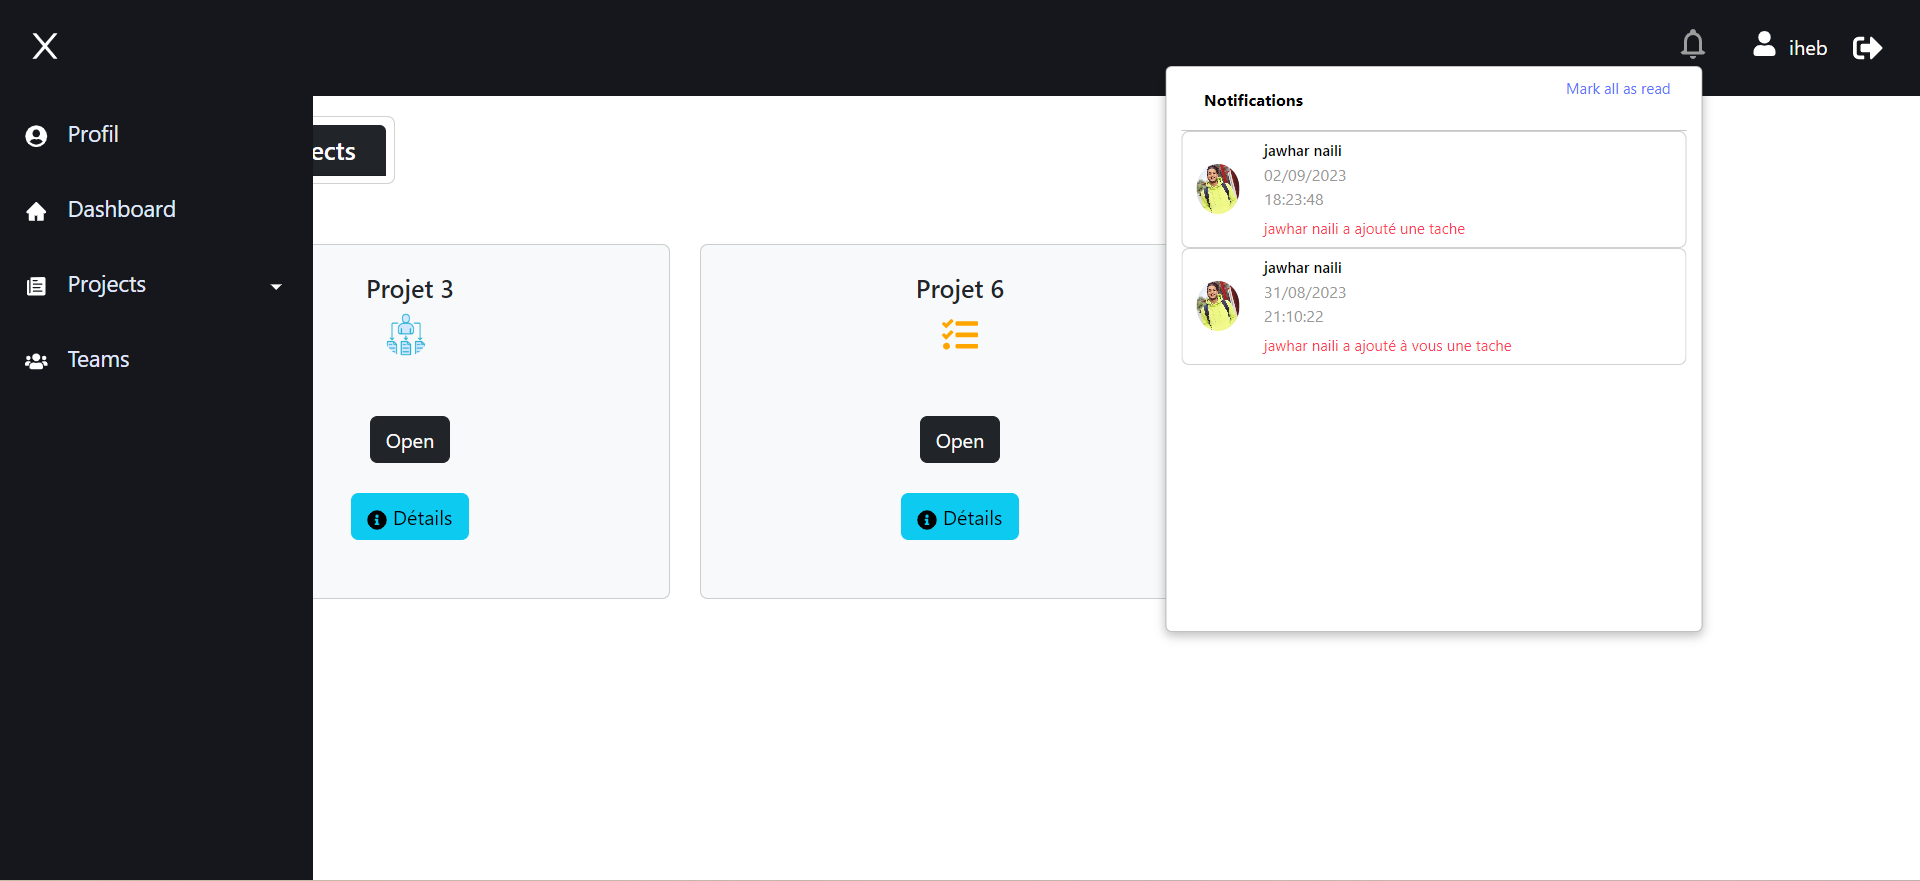 iheb
Profil
Dashboard
Projects
Teams
ects
Projet 3
Open
Détails
Projet 6
Open
Détails
Notifications
Mark all as read
jawhar naili
02/09/2023
18:23:48
jawhar naili a ajouté une tache
jawhar naili
31/08/2023
21:10:22
jawhar naili a ajouté à vous une tache